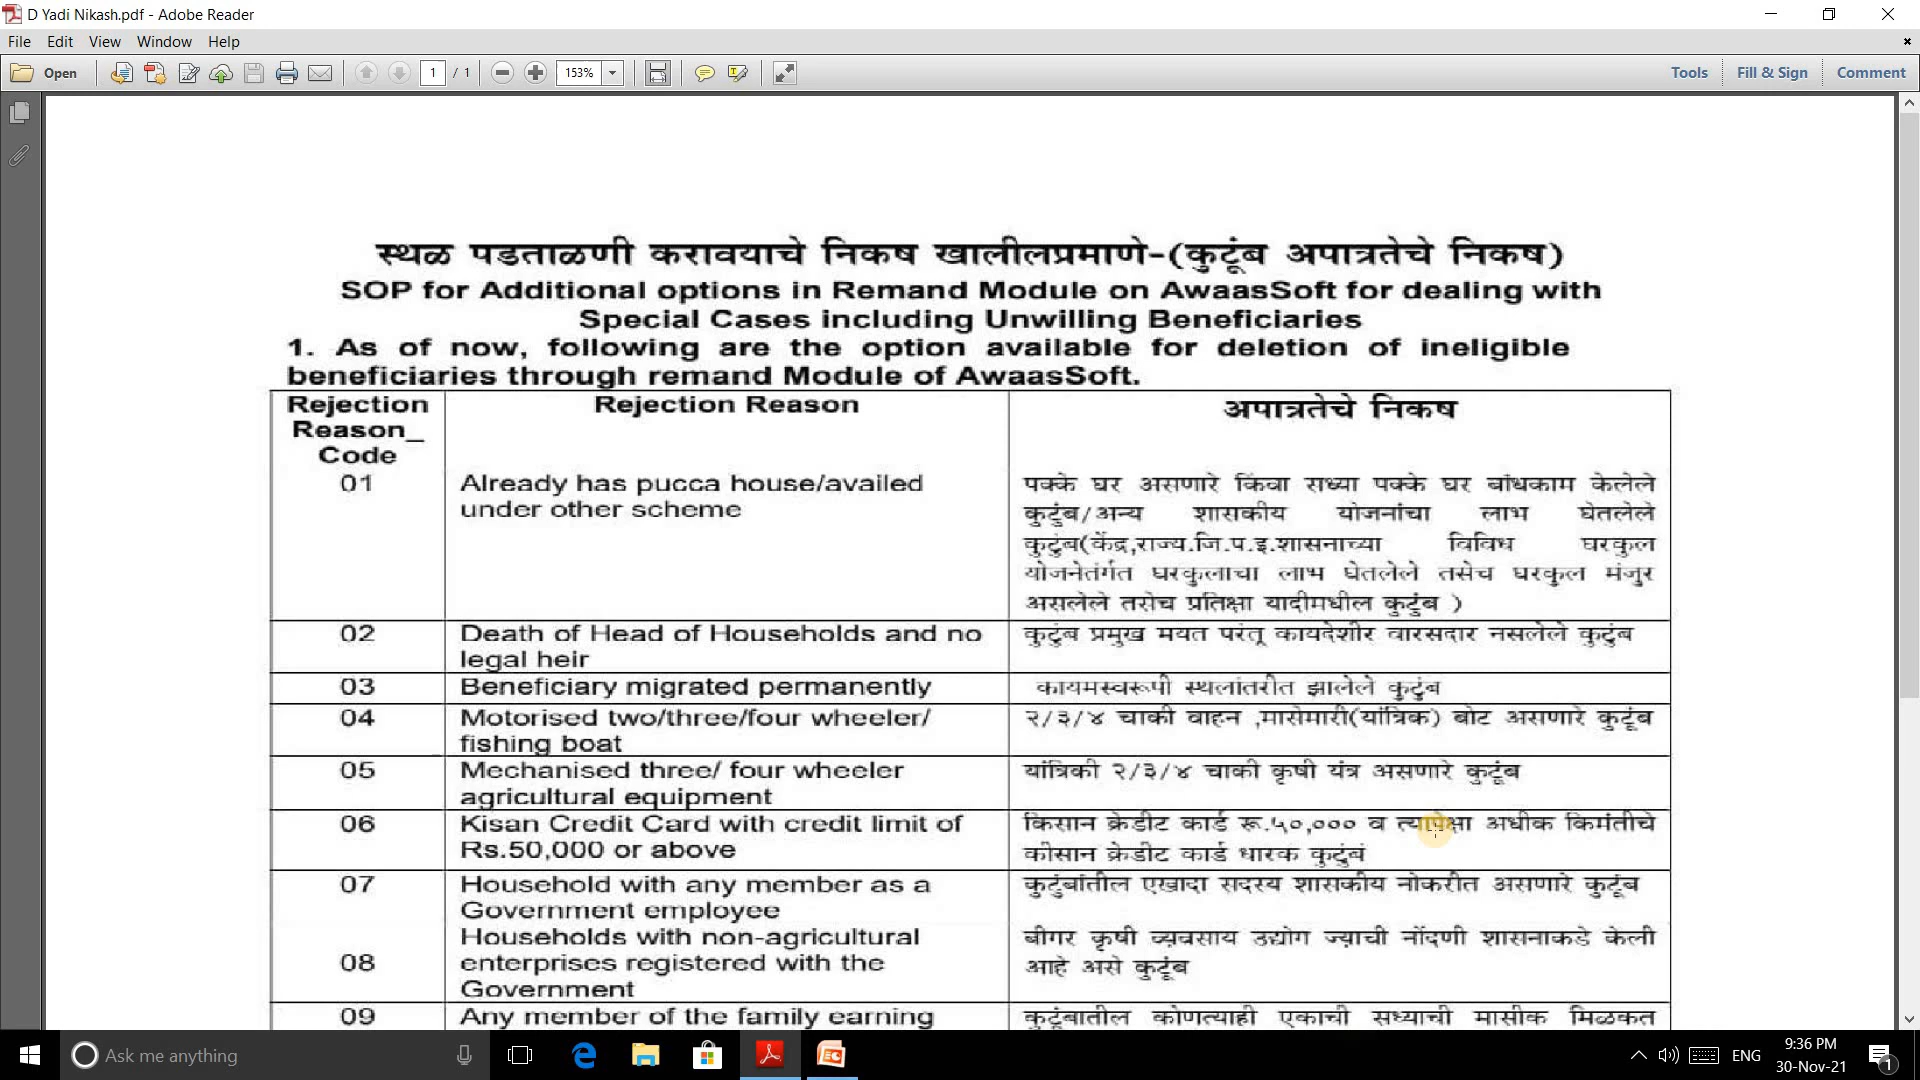 D Yadi Nikash.pdf - Adobe Reader
File Edit View Window Help
Open 1 / 1 153% Tools Fill & Sign Comment
स्थळ पडताळणी करावयाचे निकष खालीलप्रमाणे-(कुटूंब अपात्रतेचे निकष)
SOP for Additional options in Remand Module on AwaasSoft for dealing with
Special Cases including Unwilling Beneficiaries
1. As of now, following are the option available for deletion of ineligible
beneficiaries through remand Module of AwaasSoft.
Rejection Reason_ Code
Rejection Reason
अपात्रतेचे निकष
01
Already has pucca house/availed
under other scheme
पक्के घर असणारे किंवा सध्या पक्के घर बांधकाम केलेले
कुटुंब/अन्य शासकीय योजनांचा लाभ घेतलेले
कुटुंब(केंद्र,राज्य.जि.प.इ.शासनाच्या विविध घरकुल
योजनेतंर्गत घरकुलाचा लाभ घेतलेले तसेच घरकुल मंजुर
असलेले तसेच प्रतिक्षा यादीमधील कुटुंब )
02
Death of Head of Households and no
legal heir
कुटुंब प्रमुख मयत परंतू कायदेशीर वारसदार नसलेले कुटुंब
03
Beneficiary migrated permanently
कायमस्वरूपी स्थलांतरीत झालेले कुटुंब
04
Motorised two/three/four wheeler/
fishing boat
२/३/४ चाकी वाहन ,मासेमारी(यांत्रिक) बोट असणारे कुटूंब
05
Mechanised three/ four wheeler
agricultural equipment
यांत्रिकी २/३/४ चाकी कृषी यंत्र असणारे कुटूंब
06
Kisan Credit Card with credit limit of
Rs.50,000 or above
किसान क्रेडीट कार्ड रू.५०,००० व त्यापेक्षा अधीक किमंतीचे
कीसान क्रेडीट कार्ड धारक कुटुंबं
07
Household with any member as a
Government employee
कुटुंबांतील एखादा सदस्य शासकीय नोकरीत असणारे कुटूंब
08
Households with non-agricultural
enterprises registered with the
Government
बीगर कृषी व्यवसाय उद्योग ज्याची नोंदणी शासनाकडे केली
आहे असे कुटूंब
09
Any member of the family earning
कुटूंबातील कोणत्याही एकाची सध्याची मासीक मिळकत
Ask me anything
ENG
9:36 PM
30-Nov-21
1